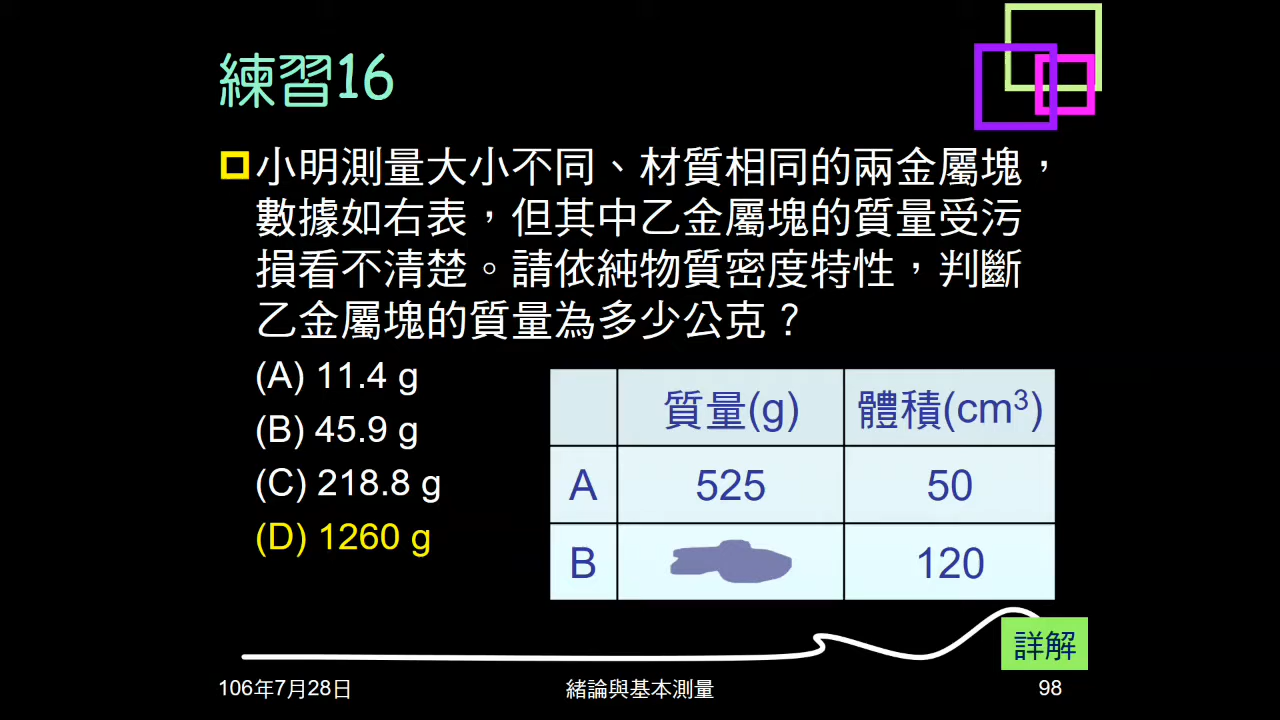 練習16
小明測量大小不同、材質相同的兩金屬塊，
數據如右表，但其中乙金屬塊的質量受污
損看不清楚。請依純物質密度特性，判斷
乙金屬塊的質量為多少公克？
(A) 11.4 g
(B) 45.9 g
(C) 218.8 g
(D) 1260 g
質量(g) 體積(cm³)
A 525 50
B 120
詳解
106年7月28日 緒論與基本測量 98